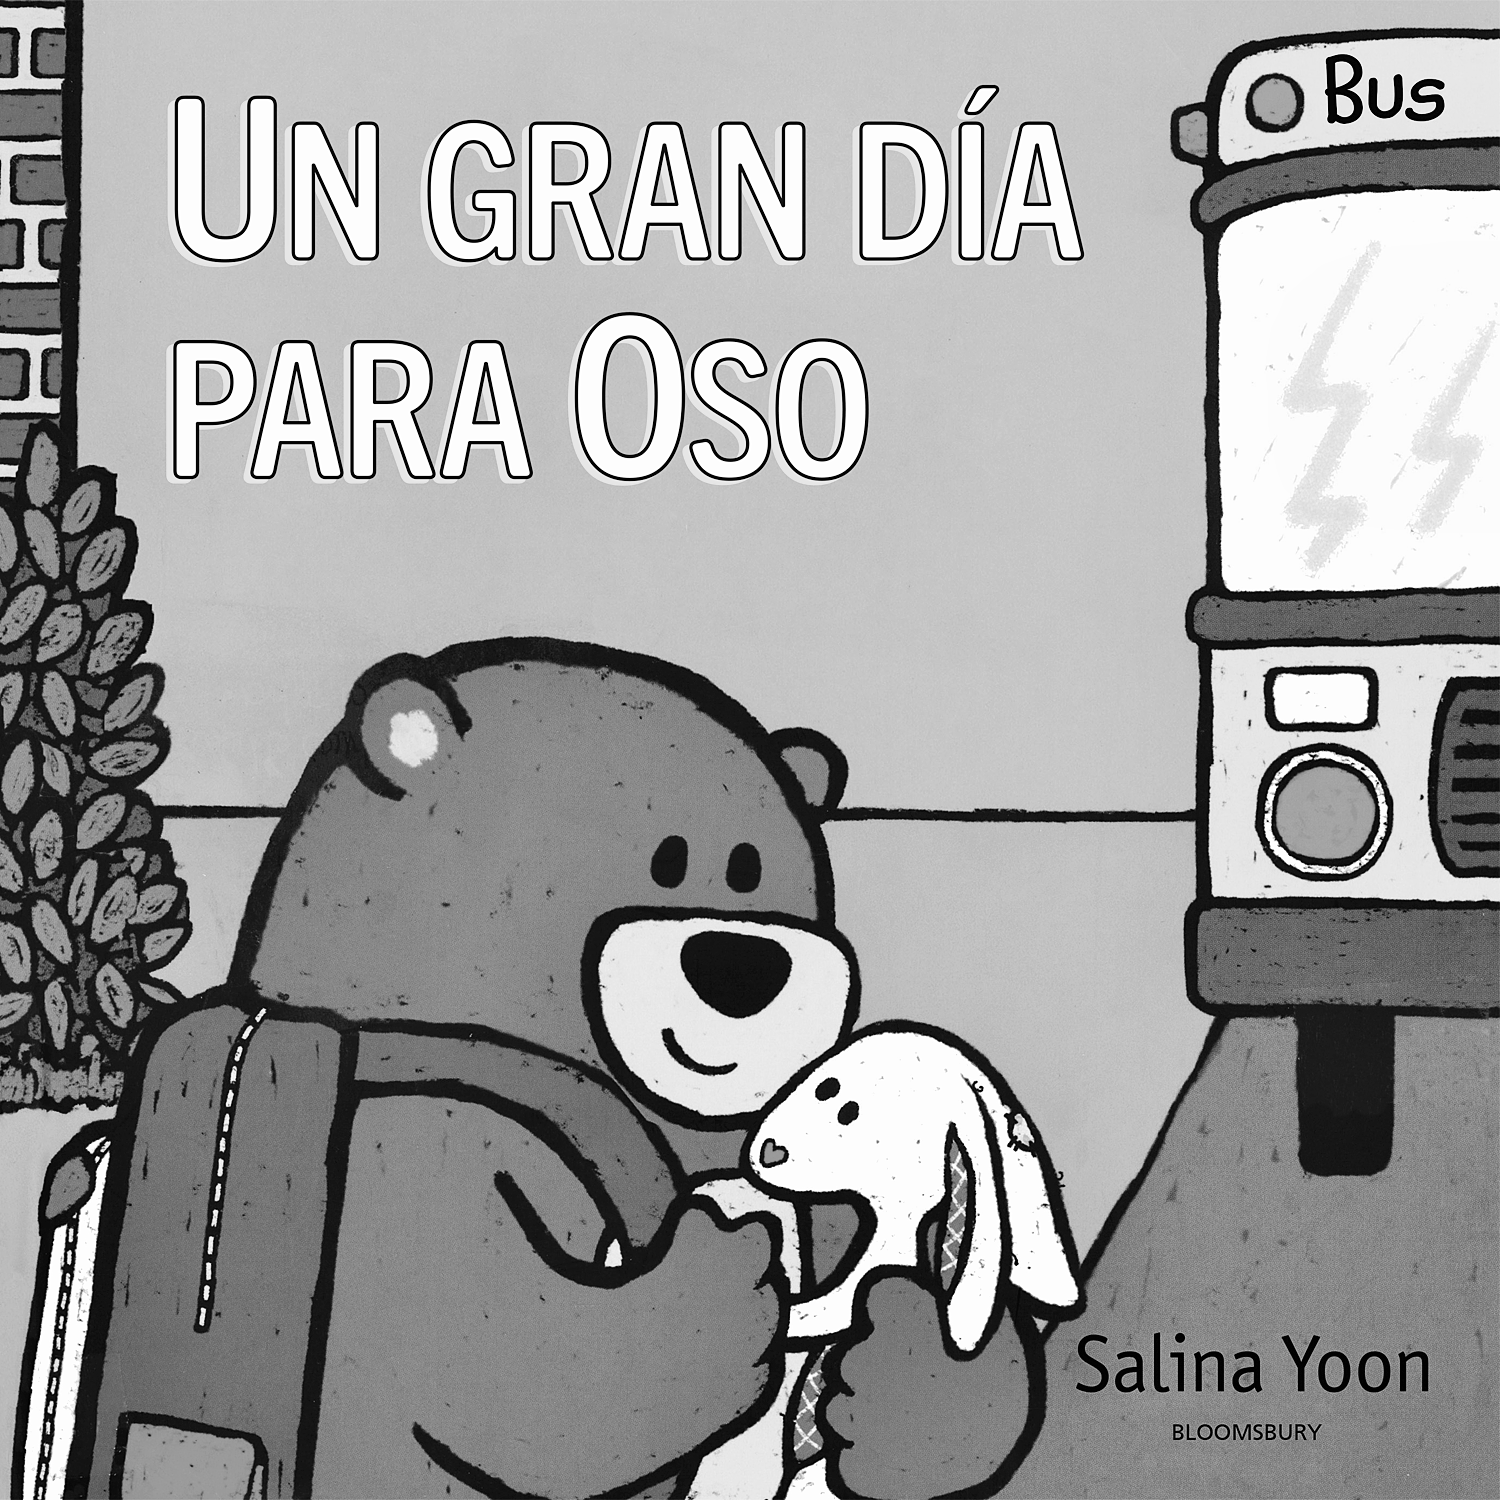 Bus
UN GRAN DÍA
PARA OSO
Salina Yoon
BLOOMSBURY